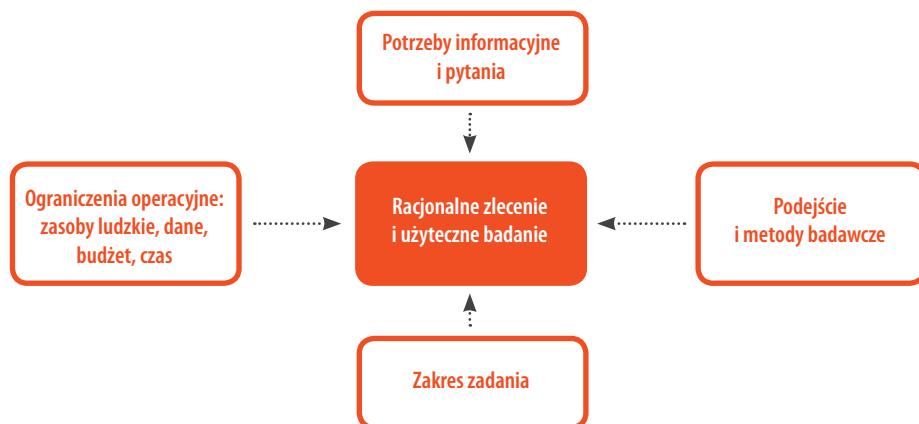 Potrzeby informacyjne
i pytania
Ograniczenia operacyjne:
zasoby ludzkie, dane,
budżet, czas
Racjonalne zlecenie
i użyteczne badanie
Podejście
i metody badawcze
Zakres zadania